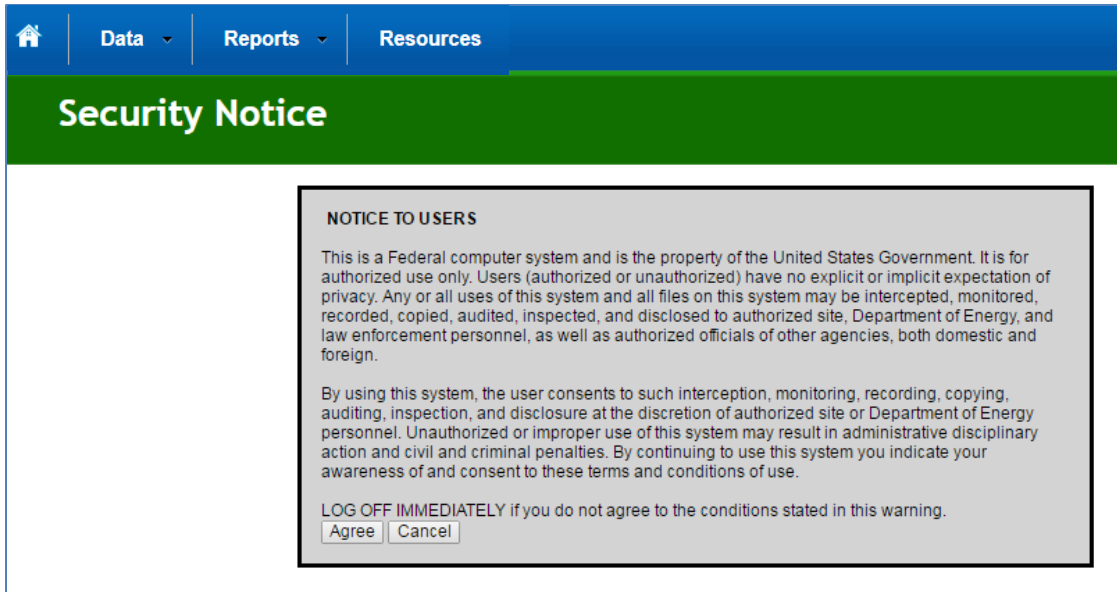 Data Reports Resources
Security Notice
NOTICE TO USERS
This is a Federal computer system and is the property of the United States Government. It is for
authorized use only. Users (authorized or unauthorized) have no explicit or implicit expectation of
privacy. Any or all uses of this system and all files on this system may be intercepted, monitored,
recorded, copied, audited, inspected, and disclosed to authorized site, Department of Energy, and
law enforcement personnel, as well as authorized officials of other agencies, both domestic and
foreign.
By using this system, the user consents to such interception, monitoring, recording, copying,
auditing, inspection, and disclosure at the discretion of authorized site or Department of Energy
personnel. Unauthorized or improper use of this system may result in administrative disciplinary
action and civil and criminal penalties. By continuing to use this system you indicate your
awareness of and consent to these terms and conditions of use.
LOG OFF IMMEDIATELY if you do not agree to the conditions stated in this warning.
Agree Cancel